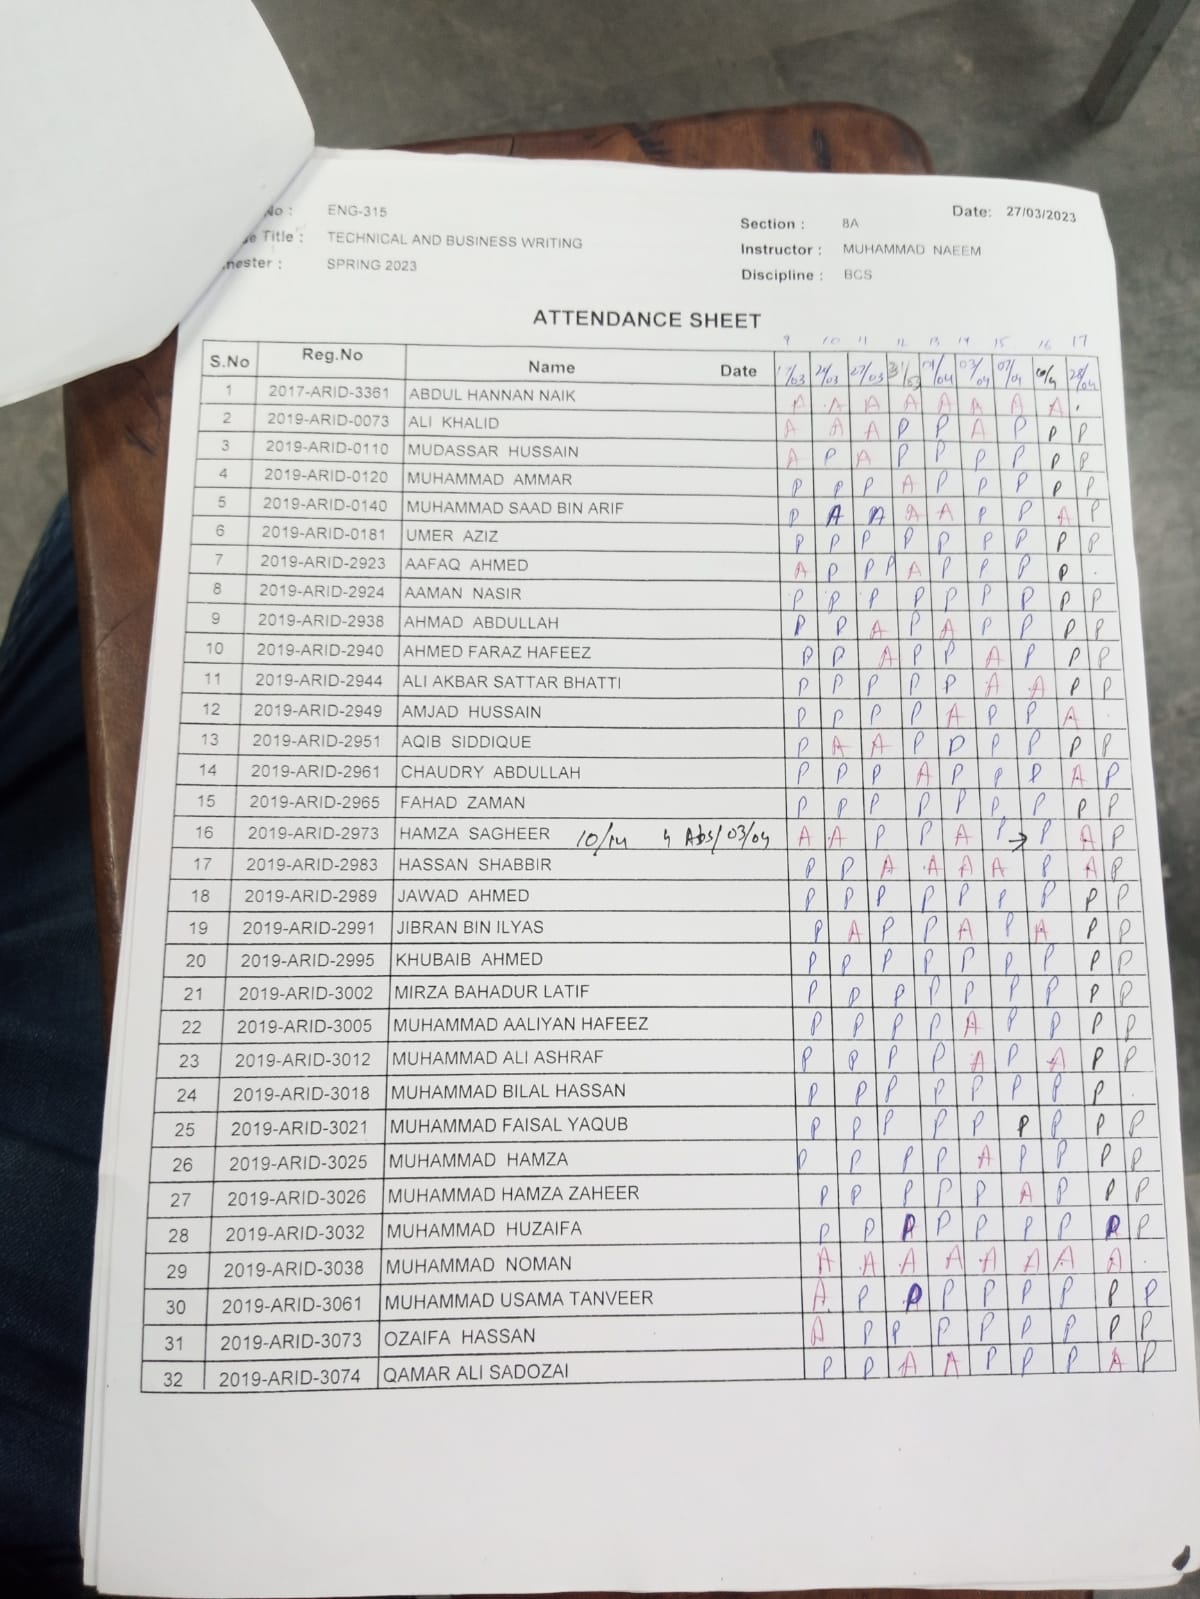 No : ENG-315 Date: 27/03/2023
Title : TECHNICAL AND BUSINESS WRITING Section : 8A
mester : SPRING 2023 Instructor : MUHAMMAD NAEEM
Discipline : BCS
ATTENDANCE SHEET
9 10 11 12 13 14 15 16 17
S.No Reg.No Name Date 17/03 24/03 27/03 31/03 03/04 07/04 28/04
1 2017-ARID-3361 ABDUL HANNAN NAIK A A A A A A A A .
2 2019-ARID-0073 ALI KHALID A A A P P A P P P
3 2019-ARID-0110 MUDASSAR HUSSAIN A P A P P P P P P
4 2019-ARID-0120 MUHAMMAD AMMAR P P P A P P P P P
5 2019-ARID-0140 MUHAMMAD SAAD BIN ARIF P A A A A P P A P
6 2019-ARID-0181 UMER AZIZ P P P P P P P P P
7 2019-ARID-2923 AAFAQ AHMED A P P P A P P P P .
8 2019-ARID-2924 AAMAN NASIR P P P P P P P P P
9 2019-ARID-2938 AHMAD ABDULLAH P P A P A P P P P
10 2019-ARID-2940 AHMED FARAZ HAFEEZ P P A P P A P P P
11 2019-ARID-2944 ALI AKBAR SATTAR BHATTI P P P P P A A P P
12 2019-ARID-2949 AMJAD HUSSAIN P P P P A P P A .
13 2019-ARID-2951 AQIB SIDDIQUE P A A P P P P P P
14 2019-ARID-2961 CHAUDRY ABDULLAH P P P A P P P A P
15 2019-ARID-2965 FAHAD ZAMAN P P P P P P P P P
16 2019-ARID-2973 HAMZA SAGHEER 10/14 4 Abs/03/04 A A P P A P → P A P
17 2019-ARID-2983 HASSAN SHABBIR P P A A A A P A P
18 2019-ARID-2989 JAWAD AHMED P P P P P P P P P
19 2019-ARID-2991 JIBRAN BIN ILYAS P A P P A P A P P
20 2019-ARID-2995 KHUBAIB AHMED P P P P P P P P P
21 2019-ARID-3002 MIRZA BAHADUR LATIF P P P P P P P P P
22 2019-ARID-3005 MUHAMMAD AALIYAN HAFEEZ P P P P A P P P P
23 2019-ARID-3012 MUHAMMAD ALI ASHRAF P P P P A P A P P
24 2019-ARID-3018 MUHAMMAD BILAL HASSAN P P P P P P P P .
25 2019-ARID-3021 MUHAMMAD FAISAL YAQUB P P P P P P P P P
26 2019-ARID-3025 MUHAMMAD HAMZA P P P P A P P P P
27 2019-ARID-3026 MUHAMMAD HAMZA ZAHEER P P P P P A P P P
28 2019-ARID-3032 MUHAMMAD HUZAIFA P P P P P P P P
29 2019-ARID-3038 MUHAMMAD NOMAN A A A A A A A A .
30 2019-ARID-3061 MUHAMMAD USAMA TANVEER A P P P P P P P P
31 2019-ARID-3073 OZAIFA HASSAN A P P P P P P P P
32 2019-ARID-3074 QAMAR ALI SADOZAI P P A A P P P A P